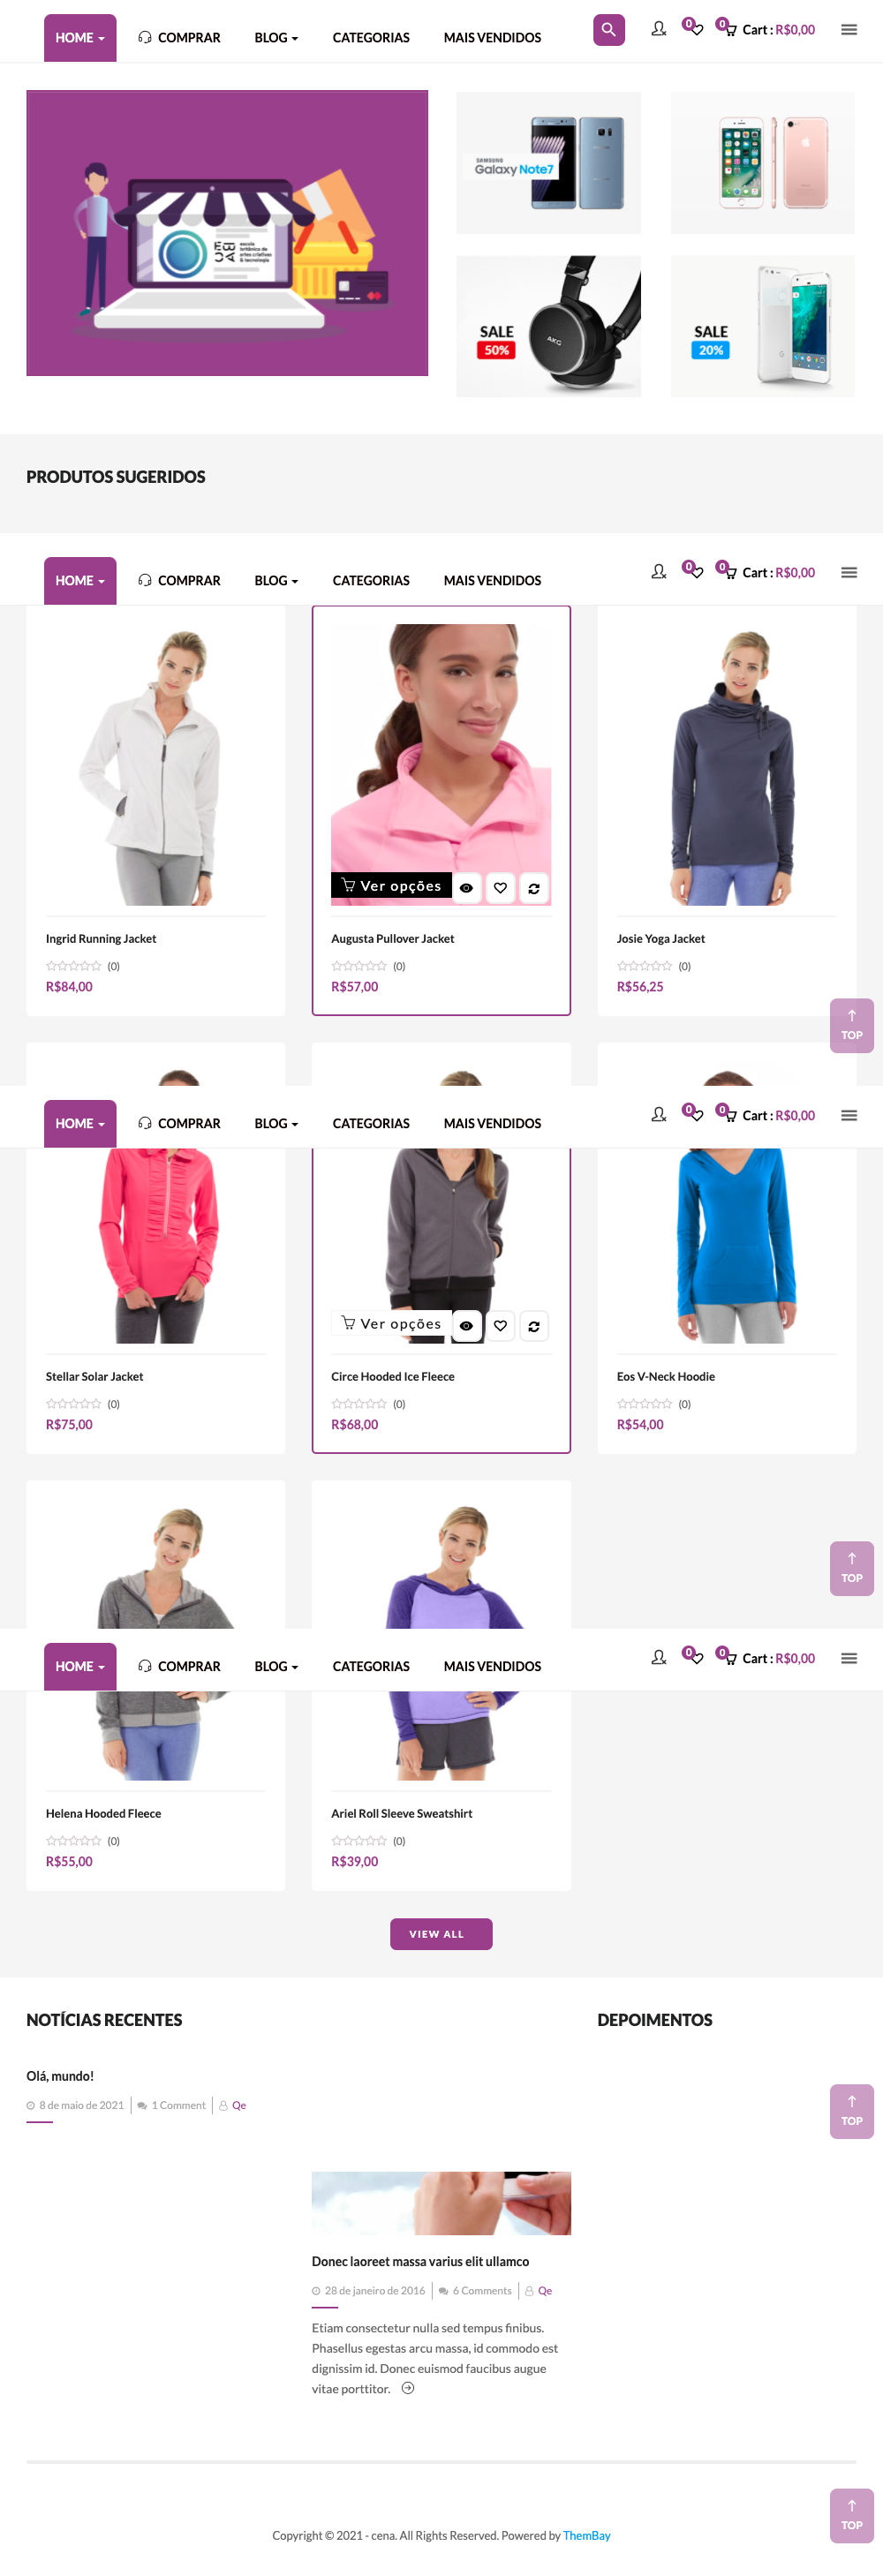 HOME
COMPRAR
BLOG
CATEGORIAS
MAIS VENDIDOS
0
0
Cart : R$0,00
escola
britânica de
artes criativas
& tecnologia
SAMSUNG
Galaxy Note7
SALE
50%
AKG
SALE
20%
PRODUTOS SUGERIDOS
HOME
COMPRAR
BLOG
CATEGORIAS
MAIS VENDIDOS
0
0
Cart : R$0,00
Ver opções
Ingrid Running Jacket
(0)
R$84,00
Augusta Pullover Jacket
(0)
R$57,00
Josie Yoga Jacket
(0)
R$56,25
TOP
HOME
COMPRAR
BLOG
CATEGORIAS
MAIS VENDIDOS
0
0
Cart : R$0,00
Ver opções
Stellar Solar Jacket
(0)
R$75,00
Circe Hooded Ice Fleece
(0)
R$68,00
Eos V-Neck Hoodie
(0)
R$54,00
TOP
HOME
COMPRAR
BLOG
CATEGORIAS
MAIS VENDIDOS
0
0
Cart : R$0,00
Helena Hooded Fleece
(0)
R$55,00
Ariel Roll Sleeve Sweatshirt
(0)
R$39,00
VIEW ALL
NOTÍCIAS RECENTES
DEPOIMENTOS
Olá, mundo!
8 de maio de 2021
1 Comment
Qe
TOP
Donec laoreet massa varius elit ullamco
28 de janeiro de 2016
6 Comments
Qe
Etiam consectetur nulla sed tempus finibus.
Phasellus egestas arcu massa, id commodo est
dignissim id. Donec euismod faucibus augue
vitae porttitor.
TOP
Copyright © 2021 - cena. All Rights Reserved. Powered by ThemBay